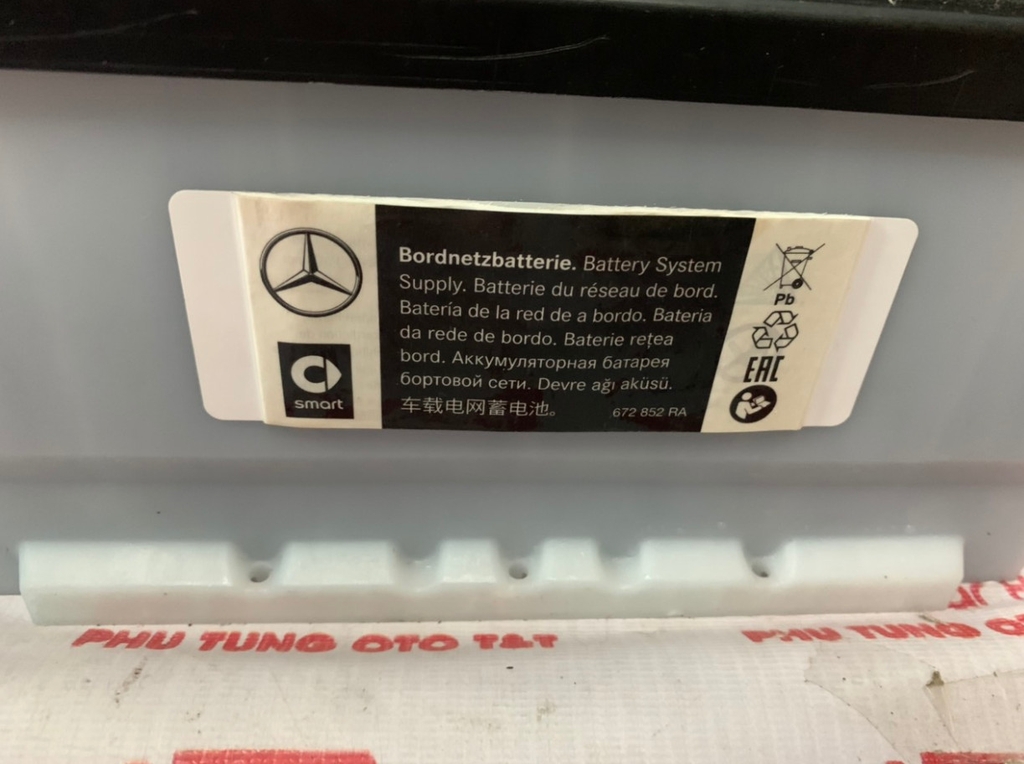 Bordnetzbatterie. Battery System
Supply. Batterie du réseau de bord.
Batería de la red de a bordo. Bateria
da rede de bordo. Baterie rețea
bord. Аккумуляторная батарея
бортовой сети. Devre ağı aküsü.
车载电网蓄电池。 672 852 RA
smart
Pb
EAC
PHU TUNG OTO T&T
PHU TUNG